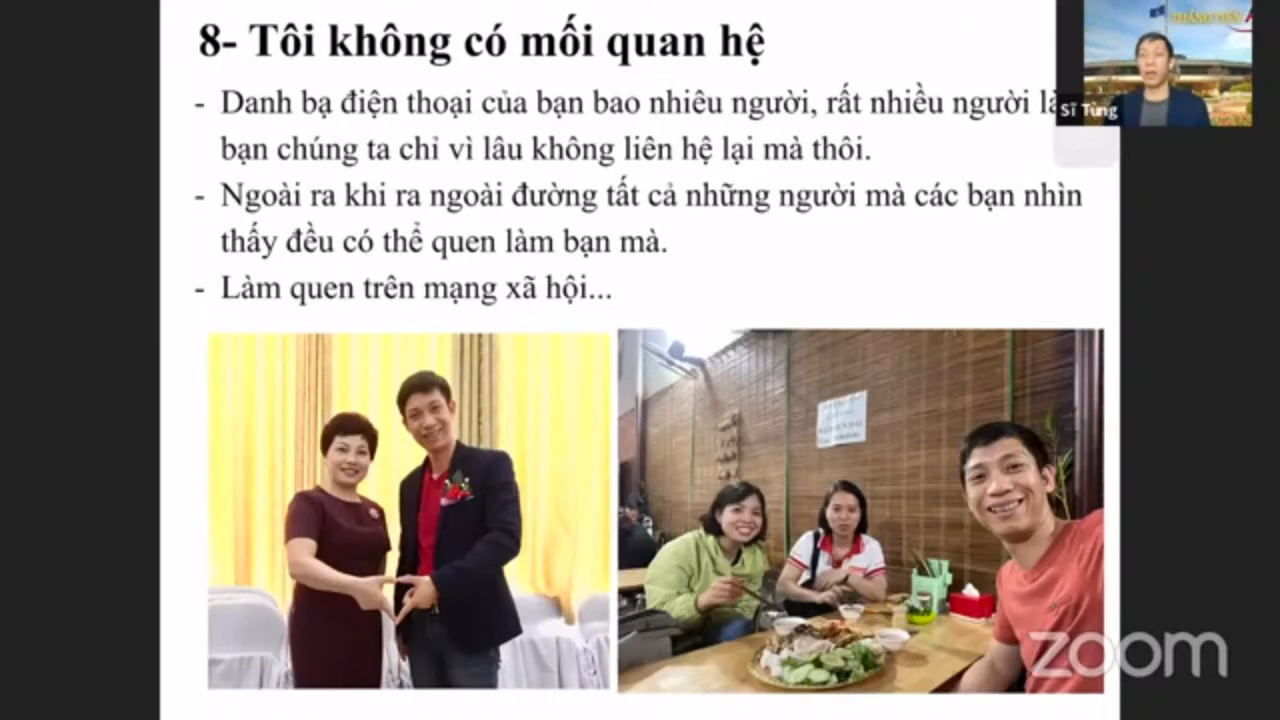 8- Tôi không có mối quan hệ
- Danh bạ điện thoại của bạn bao nhiêu người, rất nhiều người
bạn chúng ta chỉ vì lâu không liên hệ lại mà thôi.
- Ngoài ra khi ra ngoài đường tất cả những người mà các bạn nhìn
thấy đều có thể quen làm bạn mà.
- Làm quen trên mạng xã hội...
Sĩ Tùng
zoom